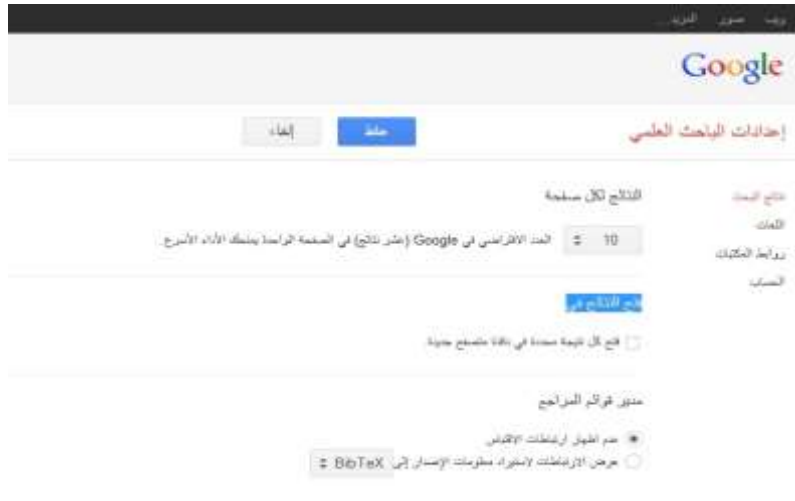 ويب صور المزيد
Google
إعدادات الباحث العلمي
حفظ
إلغاء
نتائج البحث
اللغات
روابط المكتبات
الحساب
النتائج لكل صفحة
10
العدد الافتراضي في Google (عشر نتائج) في الصفحة الواحدة يمنحك الأداء الأسرع.
فتح النتائج في
فتح كل نتيجة محددة في نافذة متصفح جديدة
مدير قوائم المراجع
عدم اظهار ارتباطات الاقتباس
عرض الارتباطات لاستيراد معلومات الإصدار إلى BibTeX